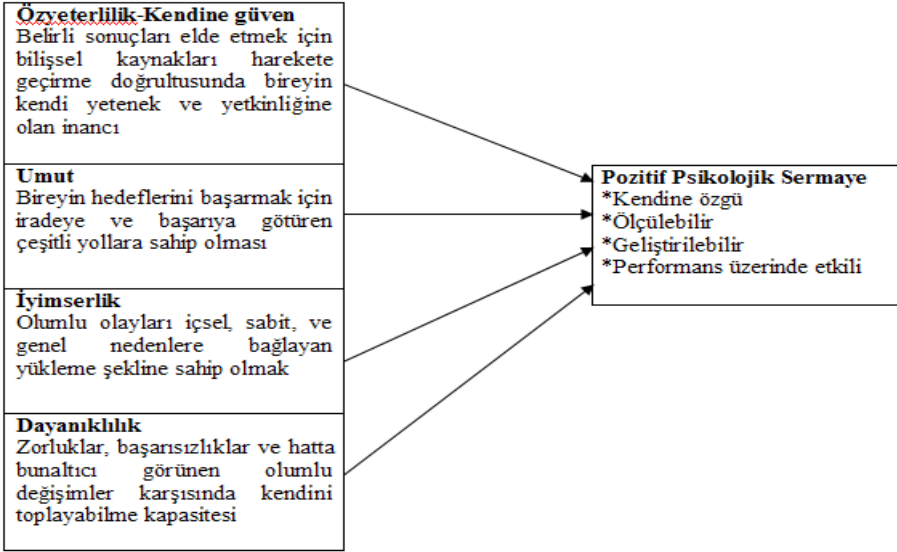 Özyeterlilik-Kendine güven
Belirli sonuçları elde etmek için
bilişsel kaynakları harekete
geçirme doğrultusunda bireyin
kendi yetenek ve yetkinliğine
olan inancı
Umut
Bireyin hedeflerini başarmak için
iradeye ve başarıya götüren
çeşitli yollara sahip olması
İyimserlik
Olumlu olayları içsel, sabit, ve
genel nedenlere bağlayan
yükleme şekline sahip olmak
Dayanıklılık
Zorluklar, başarısızlıklar ve hatta
bunaltıcı görünen olumlu
değişimler karşısında kendini
toplayabilme kapasitesi
Pozitif Psikolojik Sermaye
*Kendine özgü
*Ölçülebilir
*Geliştirilebilir
*Performans üzerinde etkili